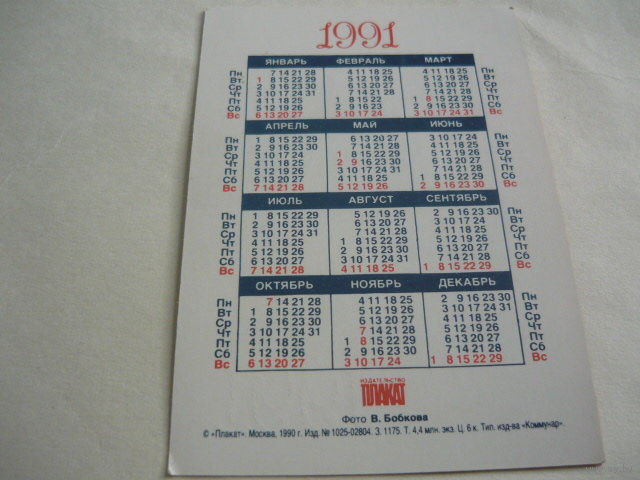 1991
ЯНВАРЬ ФЕВРАЛЬ МАРТ
Пн 7 14 21 28 4 11 18 25 4 11 18 25 Пн
Вт 1 8 15 22 29 5 12 19 26 5 12 19 26 Вт
Ср 2 9 16 23 30 6 13 20 27 6 13 20 27 Ср
Чт 3 10 17 24 31 7 14 21 28 7 14 21 28 Чт
Пт 4 11 18 25 1 8 15 22 1 8 15 22 29 Пт
Сб 5 12 19 26 2 9 16 23 2 9 16 23 30 Сб
Вс 6 13 20 27 3 10 17 24 3 10 17 24 31 Вс
АПРЕЛЬ МАЙ ИЮНЬ
Пн 1 8 15 22 29 6 13 20 27 3 10 17 24 Пн
Вт 2 9 16 23 30 7 14 21 28 4 11 18 25 Вт
Ср 3 10 17 24 1 8 15 22 29 5 12 19 26 Ср
Чт 4 11 18 25 2 9 16 23 30 6 13 20 27 Чт
Пт 5 12 19 26 3 10 17 24 31 7 14 21 28 Пт
Сб 6 13 20 27 4 11 18 25 1 8 15 22 29 Сб
Вс 7 14 21 28 5 12 19 26 2 9 16 23 30 Вс
ИЮЛЬ АВГУСТ СЕНТЯБРЬ
Пн 1 8 15 22 29 5 12 19 26 2 9 16 23 30 Пн
Вт 2 9 16 23 30 6 13 20 27 3 10 17 24 Вт
Ср 3 10 17 24 31 7 14 21 28 4 11 18 25 Ср
Чт 4 11 18 25 1 8 15 22 29 5 12 19 26 Чт
Пт 5 12 19 26 2 9 16 23 30 6 13 20 27 Пт
Сб 6 13 20 27 3 10 17 24 31 7 14 21 28 Сб
Вс 7 14 21 28 4 11 18 25 1 8 15 22 29 Вс
ОКТЯБРЬ НОЯБРЬ ДЕКАБРЬ
Пн 7 14 21 28 4 11 18 25 2 9 16 23 30 Пн
Вт 1 8 15 22 29 5 12 19 26 3 10 17 24 31 Вт
Ср 2 9 16 23 30 6 13 20 27 4 11 18 25 Ср
Чт 3 10 17 24 31 7 14 21 28 5 12 19 26 Чт
Пт 4 11 18 25 1 8 15 22 29 6 13 20 27 Пт
Сб 5 12 19 26 2 9 16 23 30 7 14 21 28 Сб
Вс 6 13 20 27 3 10 17 24 1 8 15 22 29 Вс
ИЗДАТЕЛЬСТВО
ПЛАКАТ
Фото В. Бобкова
© «Плакат». Москва, 1990 г. Изд. № 1025-02804. З. 1175. Т. 4,4 млн. экз. Ц. 6 к. Тип. изд-ва «Коммунар».